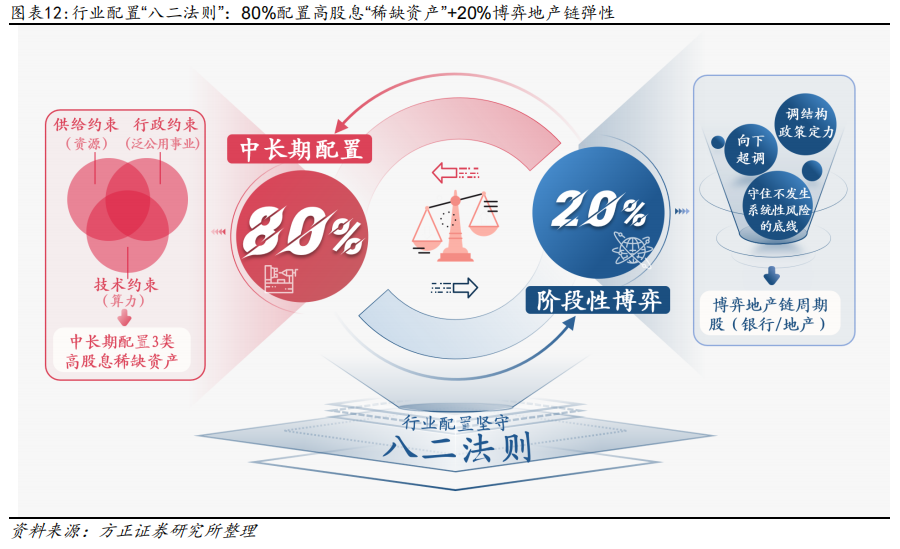 图表12:行业配置“八二法则”：80%配置高股息“稀缺资产”+20%博弈地产链弹性
供给约束
(资源)
行政约束
(泛公用事业)
技术约束
(算力)
中长期配置3类
高股息稀缺资产
中长期配置
80%
20%
阶段性博弈
调结构
政策定力
向下
超调
守住不发生
系统性风险
的底线
博弈地产链周期
股（银行/地产）
行业配置坚守
八二法则
资料来源：方正证券研究所整理